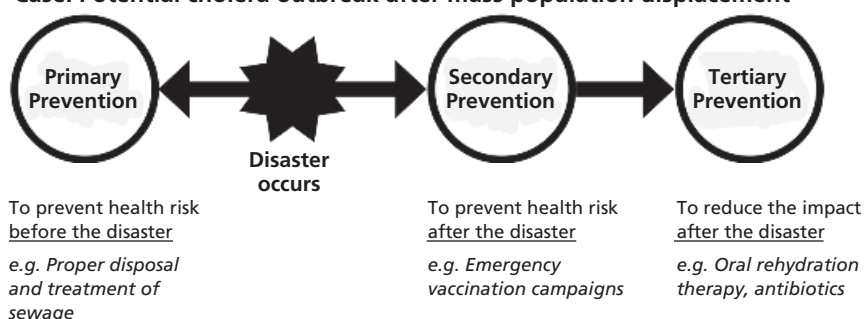 Case: Potential cholera outbreak after mass population displacement
Primary
Prevention
Disaster
occurs
Secondary
Prevention
Tertiary
Prevention
To prevent health risk
before the disaster
e.g. Proper disposal
and treatment of
sewage
To prevent health risk
after the disaster
e.g. Emergency
vaccination campaigns
To reduce the impact
after the disaster
e.g. Oral rehydration
therapy, antibiotics